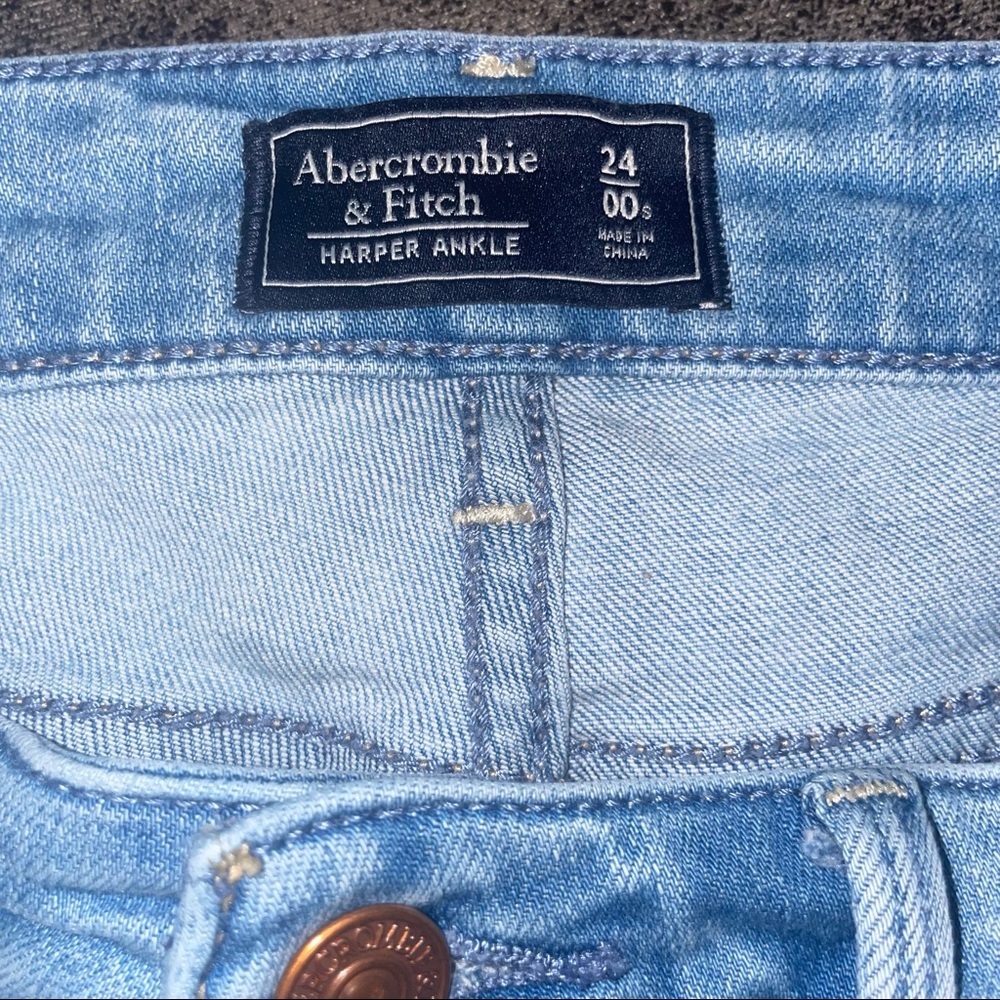 Abercrombie
& Fitch
HARPER ANKLE
24
00s
MADE IN
CHINA